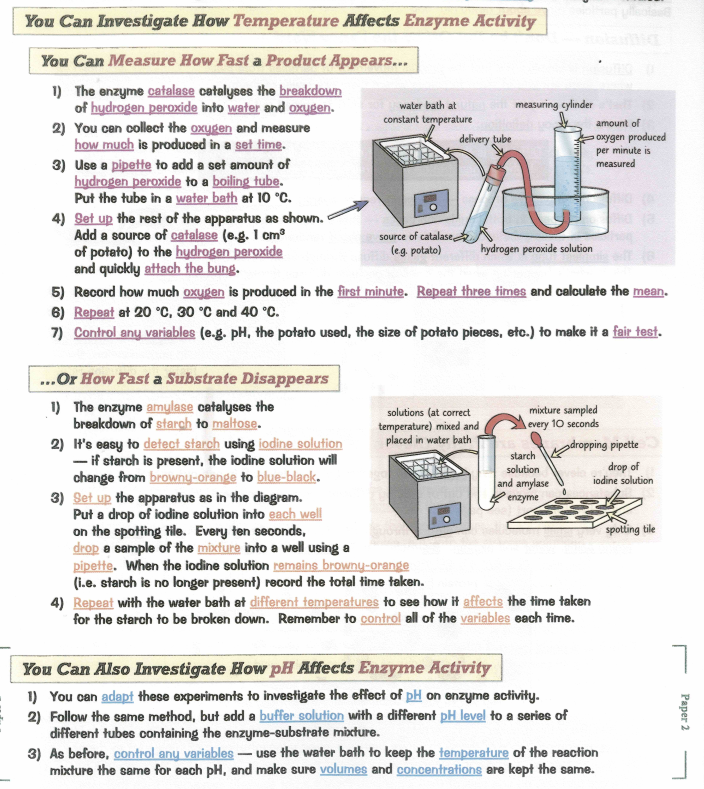 You Can Investigate How Temperature Affects Enzyme Activity
You Can Measure How Fast a Product Appears...
1) The enzyme catalase catalyses the breakdown
of hydrogen peroxide into water and oxygen.
2) You can collect the oxygen and measure
how much is produced in a set time.
3) Use a pipette to add a set amount of
hydrogen peroxide to a boiling tube.
Put the tube in a water bath at 10 °C.
4) Set up the rest of the apparatus as shown.
Add a source of catalase (e.g. 1 cm³
of potato) to the hydrogen peroxide
and quickly attach the bung.
water bath at
constant temperature
measuring cylinder
delivery tube
amount of
oxygen produced
per minute is
measured
source of catalase
(e.g. potato)
hydrogen peroxide solution
5) Record how much oxygen is produced in the first minute. Repeat three times and calculate the mean.
6) Repeat at 20 °C, 30 °C and 40 °C.
7) Control any variables (e.g. pH, the potato used, the size of potato pieces, etc.) to make it a fair test.
...Or How Fast a Substrate Disappears
1) The enzyme amylase catalyses the
breakdown of starch to maltose.
2) It's easy to detect starch using iodine solution
— if starch is present, the iodine solution will
change from browny-orange to blue-black.
3) Set up the apparatus as in the diagram.
Put a drop of iodine solution into each well
on the spotting tile. Every ten seconds,
drop a sample of the mixture into a well using a
pipette. When the iodine solution remains browny-orange
(i.e. starch is no longer present) record the total time taken.
4) Repeat with the water bath at different temperatures to see how it affects the time taken
for the starch to be broken down. Remember to control all of the variables each time.
solutions (at correct
temperature) mixed and
placed in water bath
mixture sampled
every 10 seconds
dropping pipette
starch
solution
and amylase
enzyme
drop of
iodine solution
spotting tile
You Can Also Investigate How pH Affects Enzyme Activity
1) You can adapt these experiments to investigate the effect of pH on enzyme activity.
2) Follow the same method, but add a buffer solution with a different pH level to a series of
different tubes containing the enzyme-substrate mixture.
3) As before, control any variables — use the water bath to keep the temperature of the reaction
mixture the same for each pH, and make sure volumes and concentrations are kept the same.
Paper 2